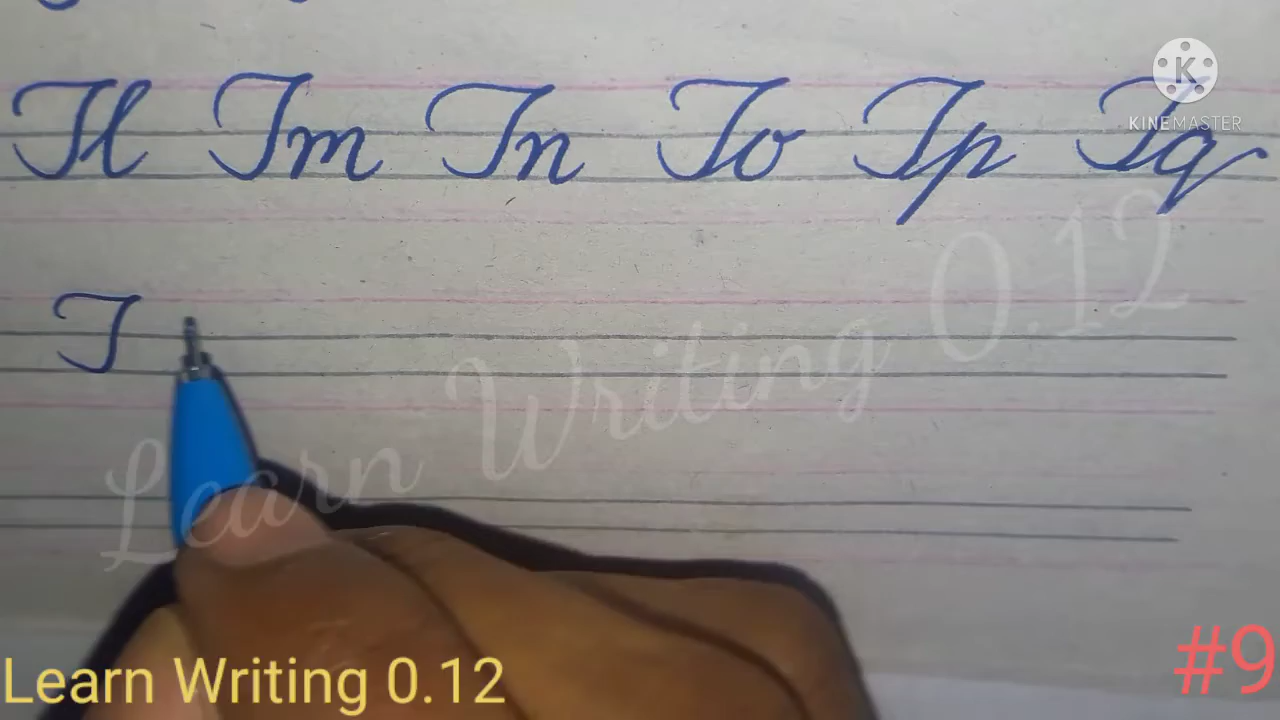 Tl Tm Tn To Tp Tq
K
KINEMASTER
T
Learn Writing 0.12
Learn Writing 0.12
#9